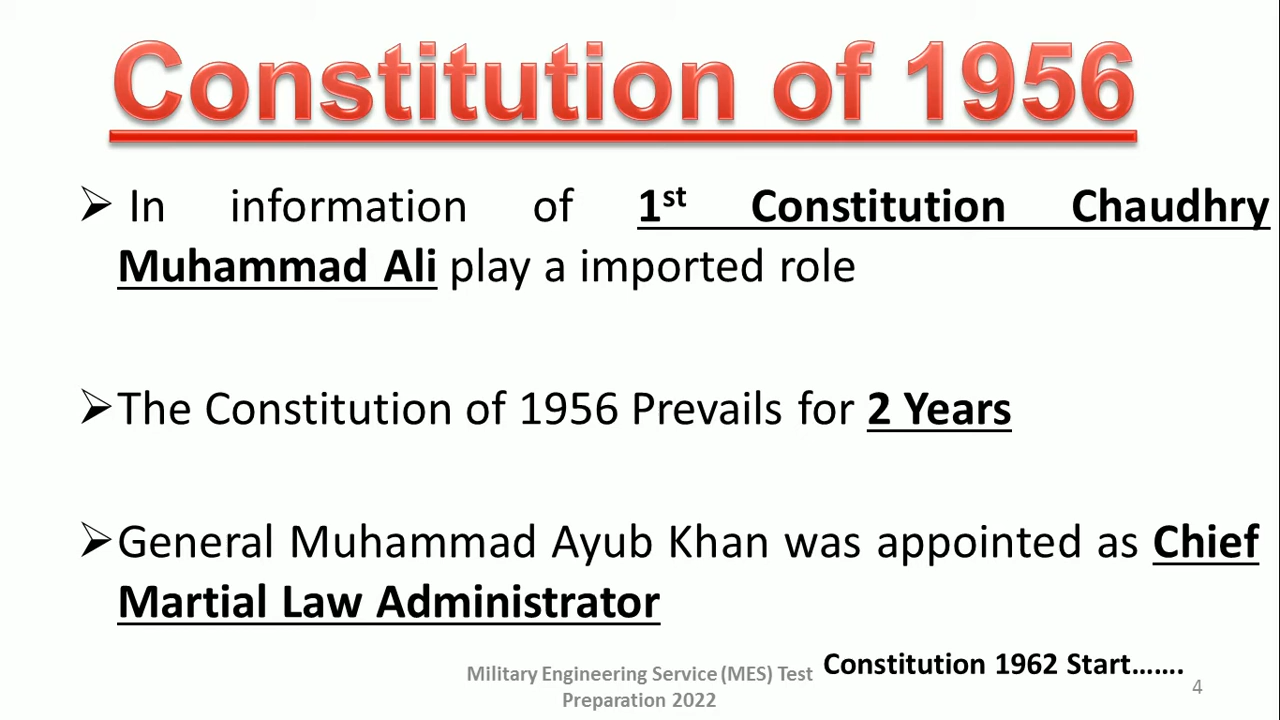 Constitution of 1956
➢ In information of 1st Constitution Chaudhry
Muhammad Ali play a imported role
➢The Constitution of 1956 Prevails for 2 Years
➢General Muhammad Ayub Khan was appointed as Chief
Martial Law Administrator
Constitution 1962 Start…....
Military Engineering Service (MES) Test
Preparation 2022
4